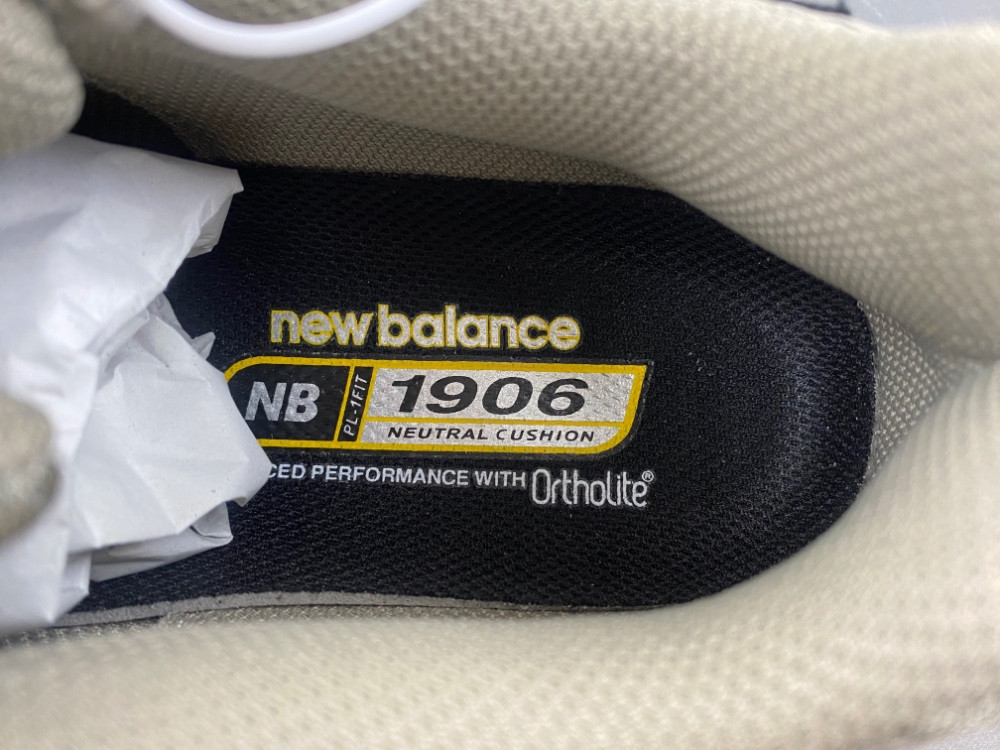 new balance
NB PL-1FIT 1906
NEUTRAL CUSHION
CED PERFORMANCE WITH Ortholite®